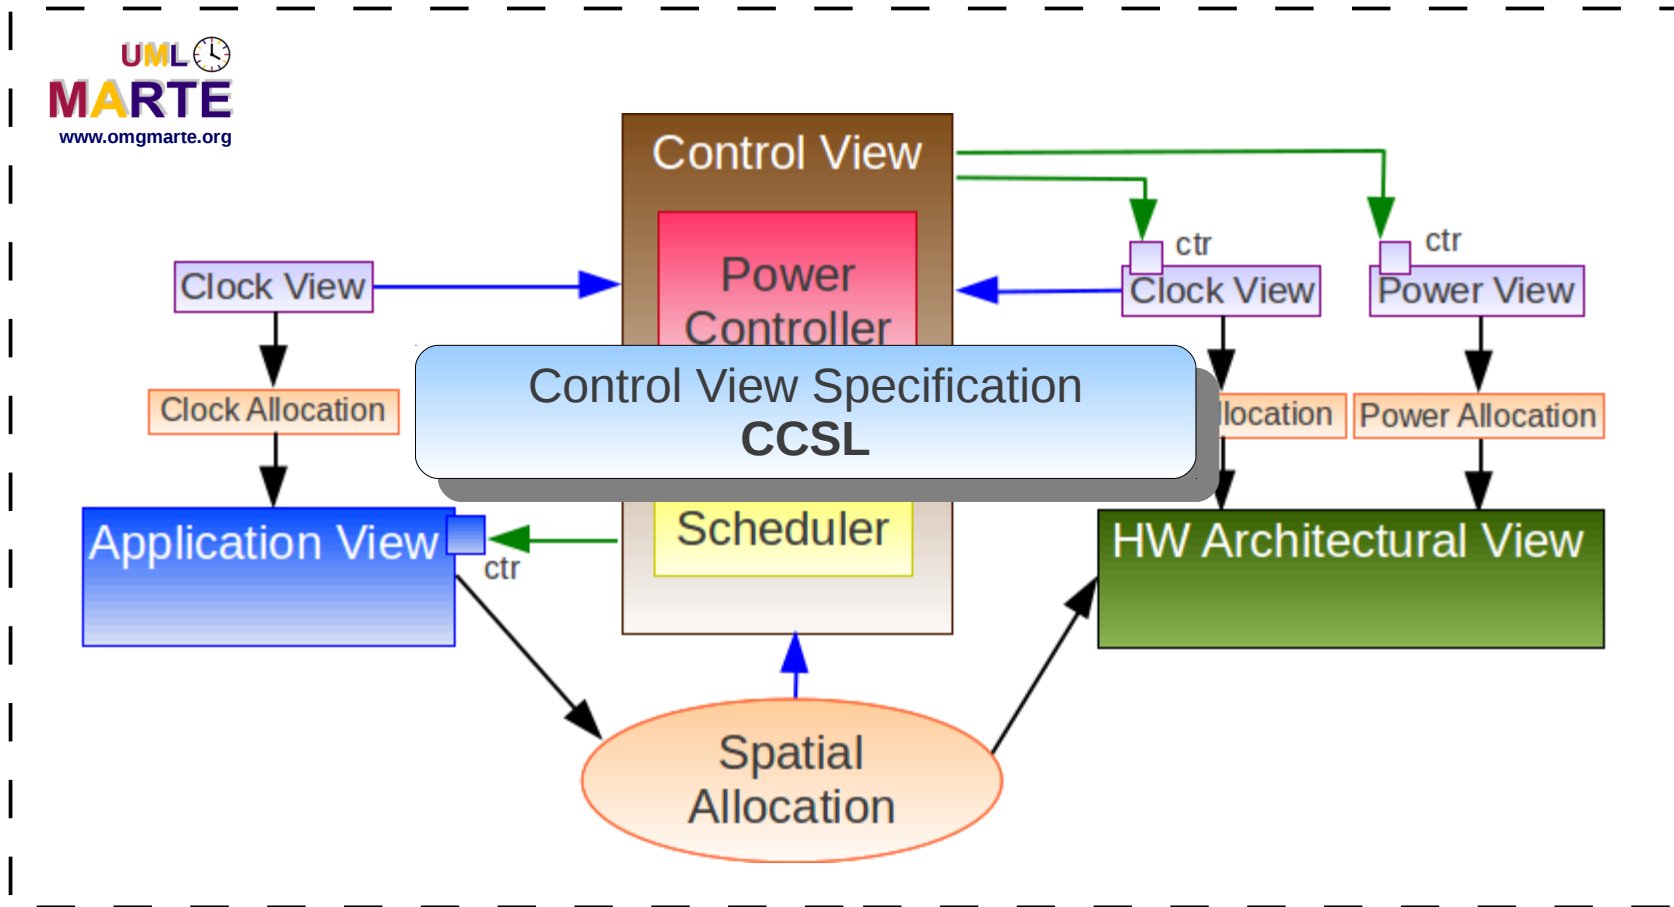 UML
MARTE
www.omgmarte.org
Control View
Power
Controller
ctr
ctr
Clock View
Clock View
Power View
Control View Specification
CCSL
Clock Allocation
Power Allocation
Scheduler
Application View
ctr
HW Architectural View
Spatial
Allocation